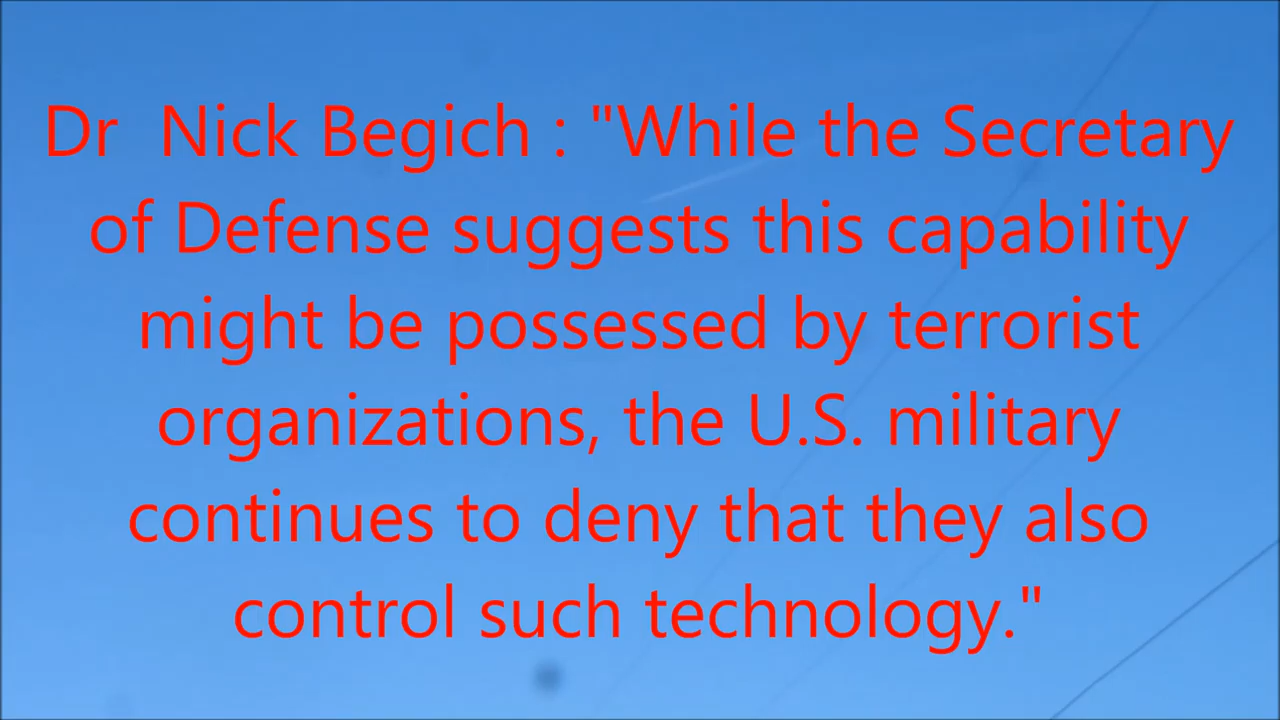 Dr  Nick Begich : "While the Secretary
of Defense suggests this capability
might be possessed by terrorist
organizations, the U.S. military
continues to deny that they also
control such technology."